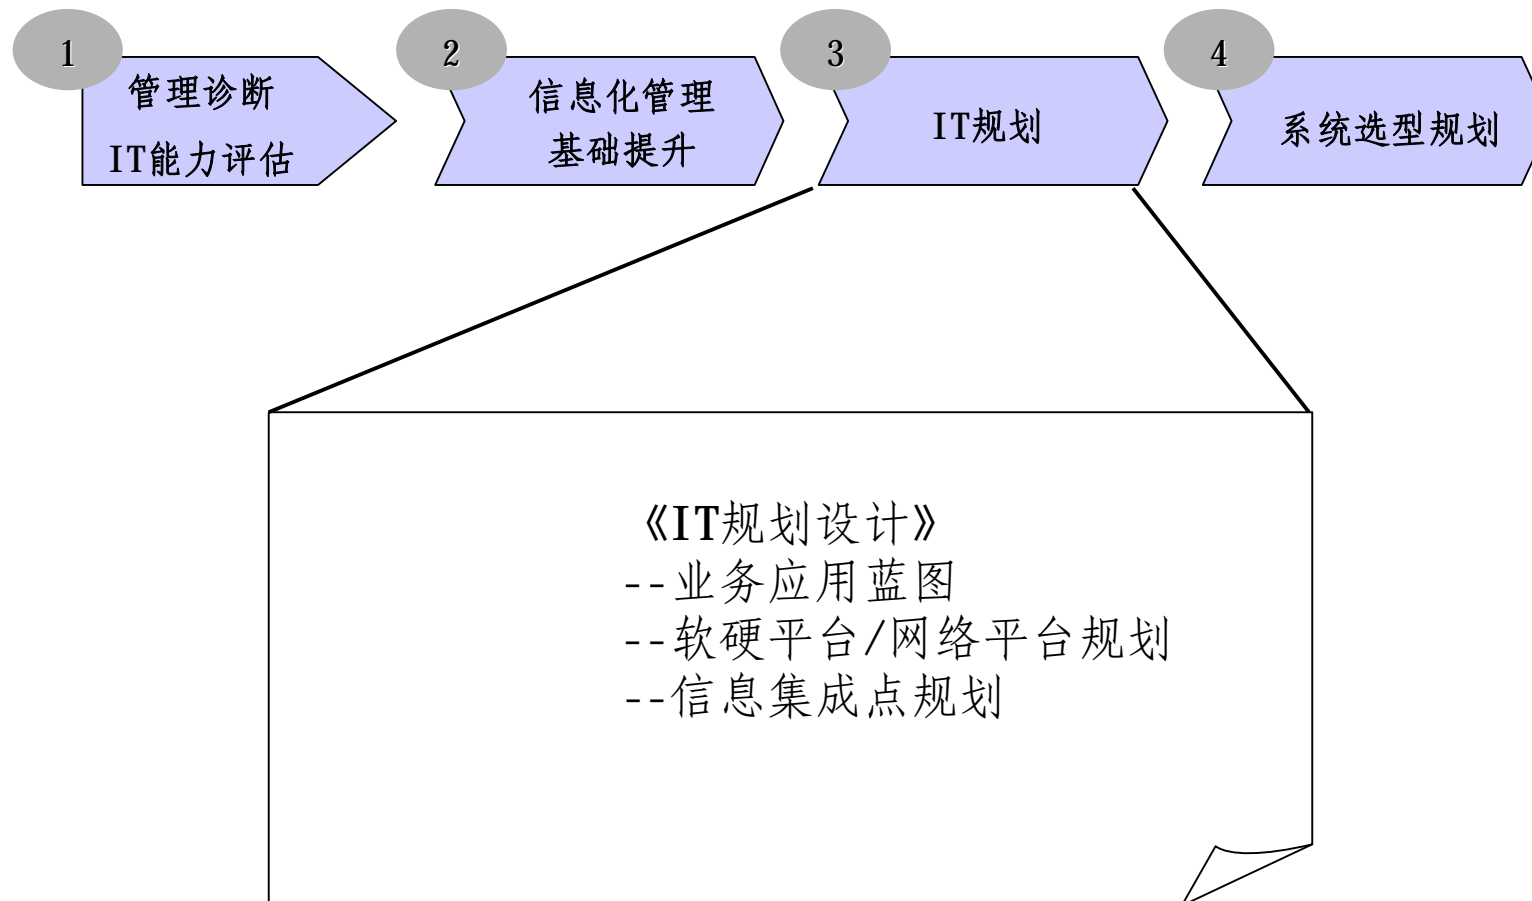 1
管理诊断
IT能力评估
2
信息化管理
基础提升
3
IT规划
4
系统选型规划
《IT规划设计》
--业务应用蓝图
--软硬平台/网络平台规划
--信息集成点规划